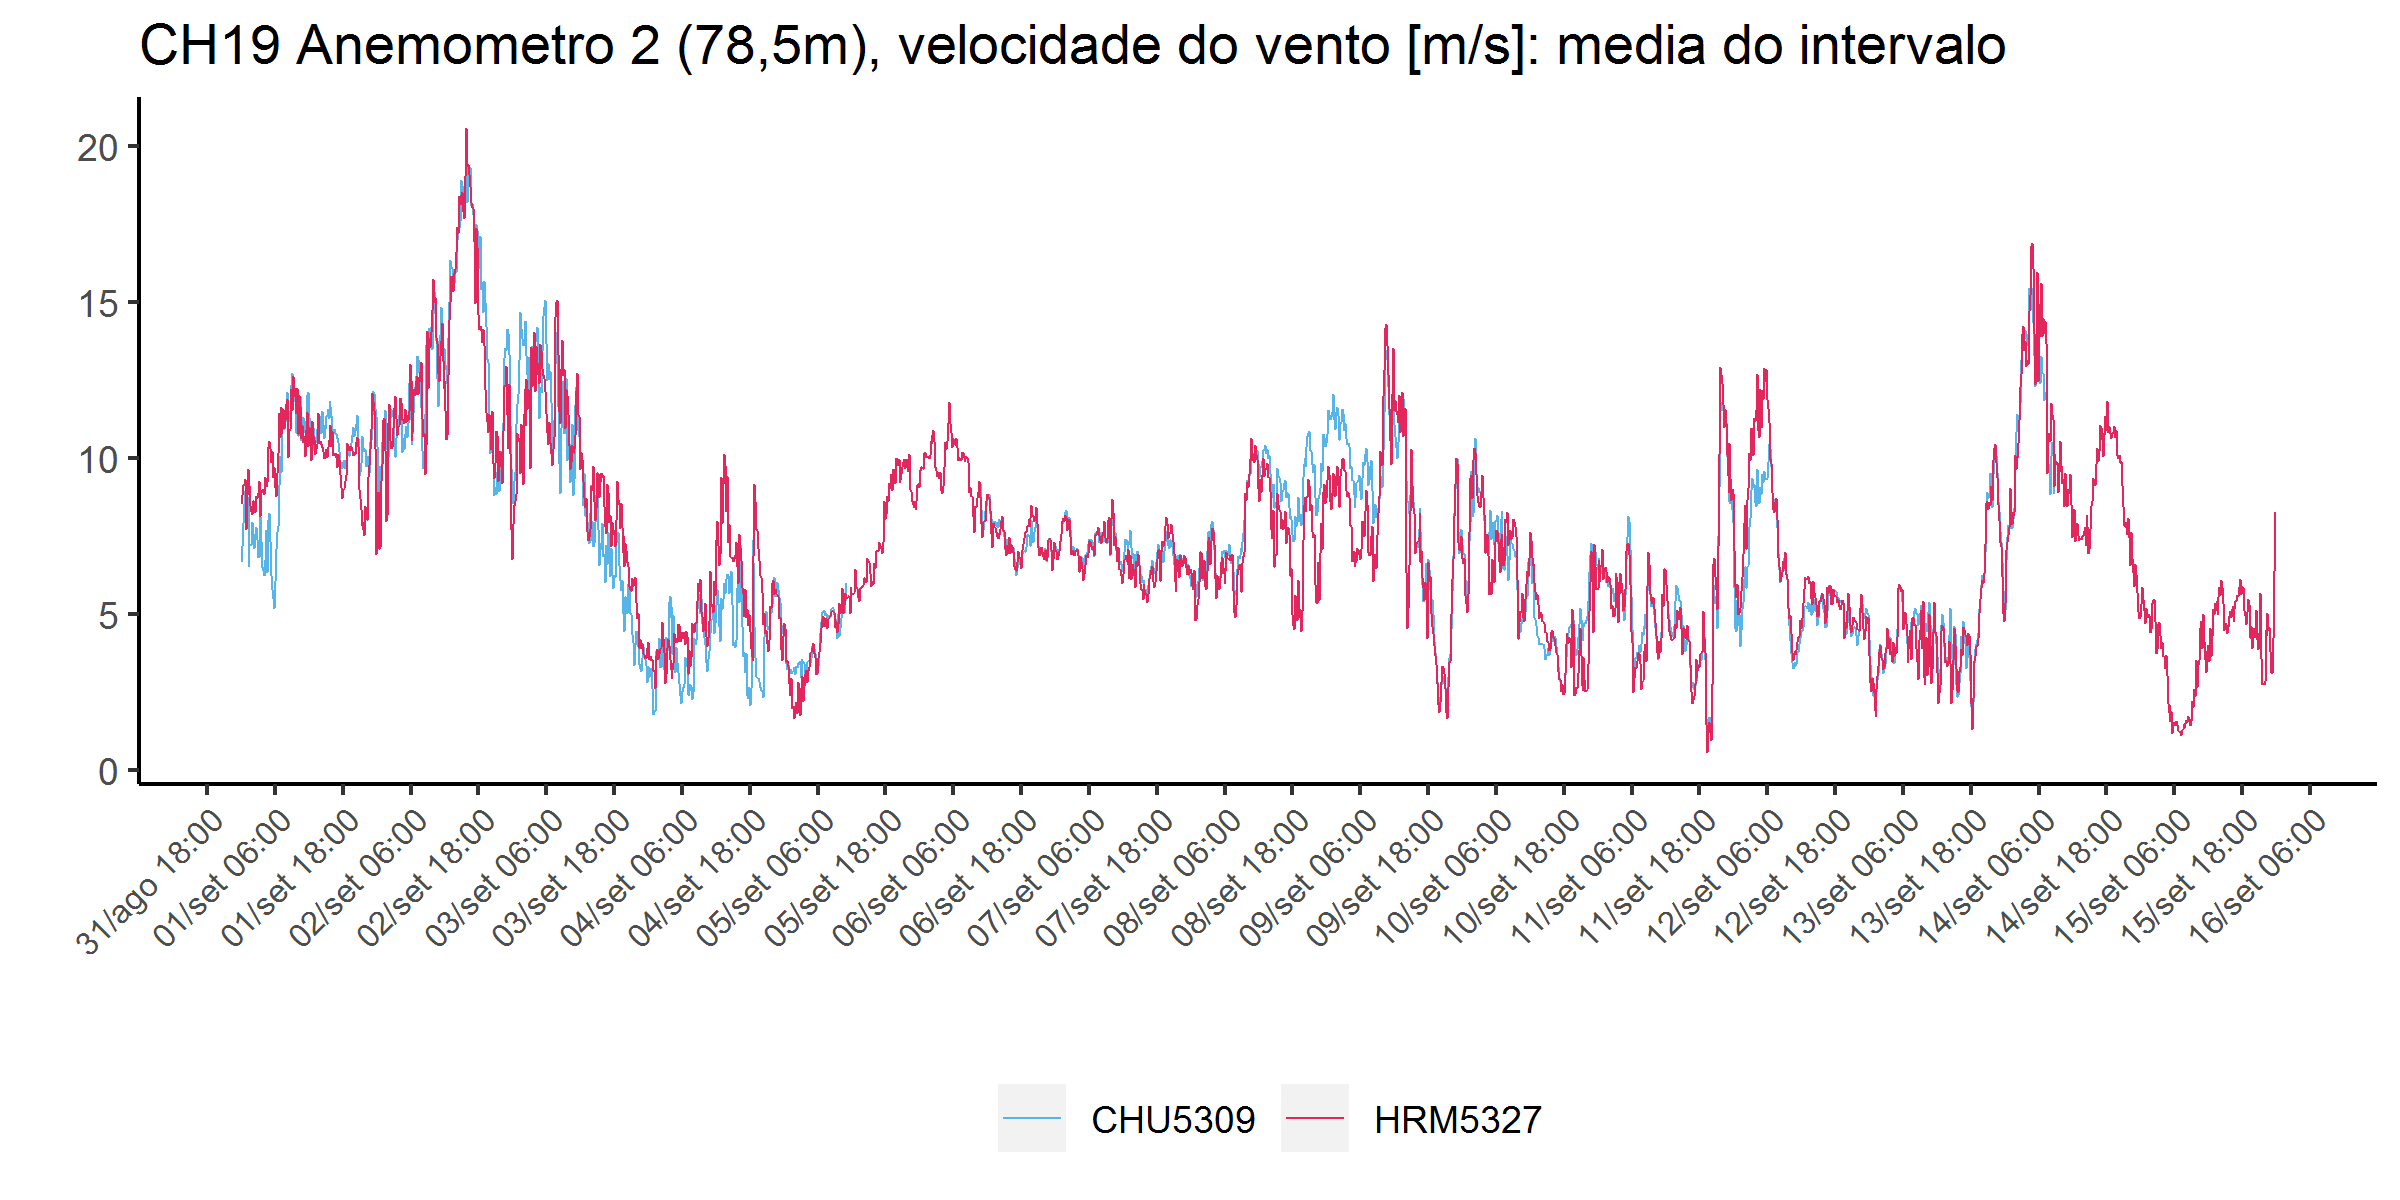 CH19 Anemometro 2 (78,5m), velocidade do vento [m/s]: media do intervalo
20
15
10
5
0
31/ago 18:00
01/set 06:00
01/set 18:00
02/set 06:00
02/set 18:00
03/set 06:00
03/set 18:00
04/set 06:00
04/set 18:00
05/set 06:00
05/set 18:00
06/set 06:00
06/set 18:00
07/set 06:00
07/set 18:00
08/set 06:00
08/set 18:00
09/set 06:00
09/set 18:00
10/set 06:00
10/set 18:00
11/set 06:00
11/set 18:00
12/set 06:00
12/set 18:00
13/set 06:00
13/set 18:00
14/set 06:00
14/set 18:00
15/set 06:00
15/set 18:00
16/set 06:00
CHU5309 HRM5327